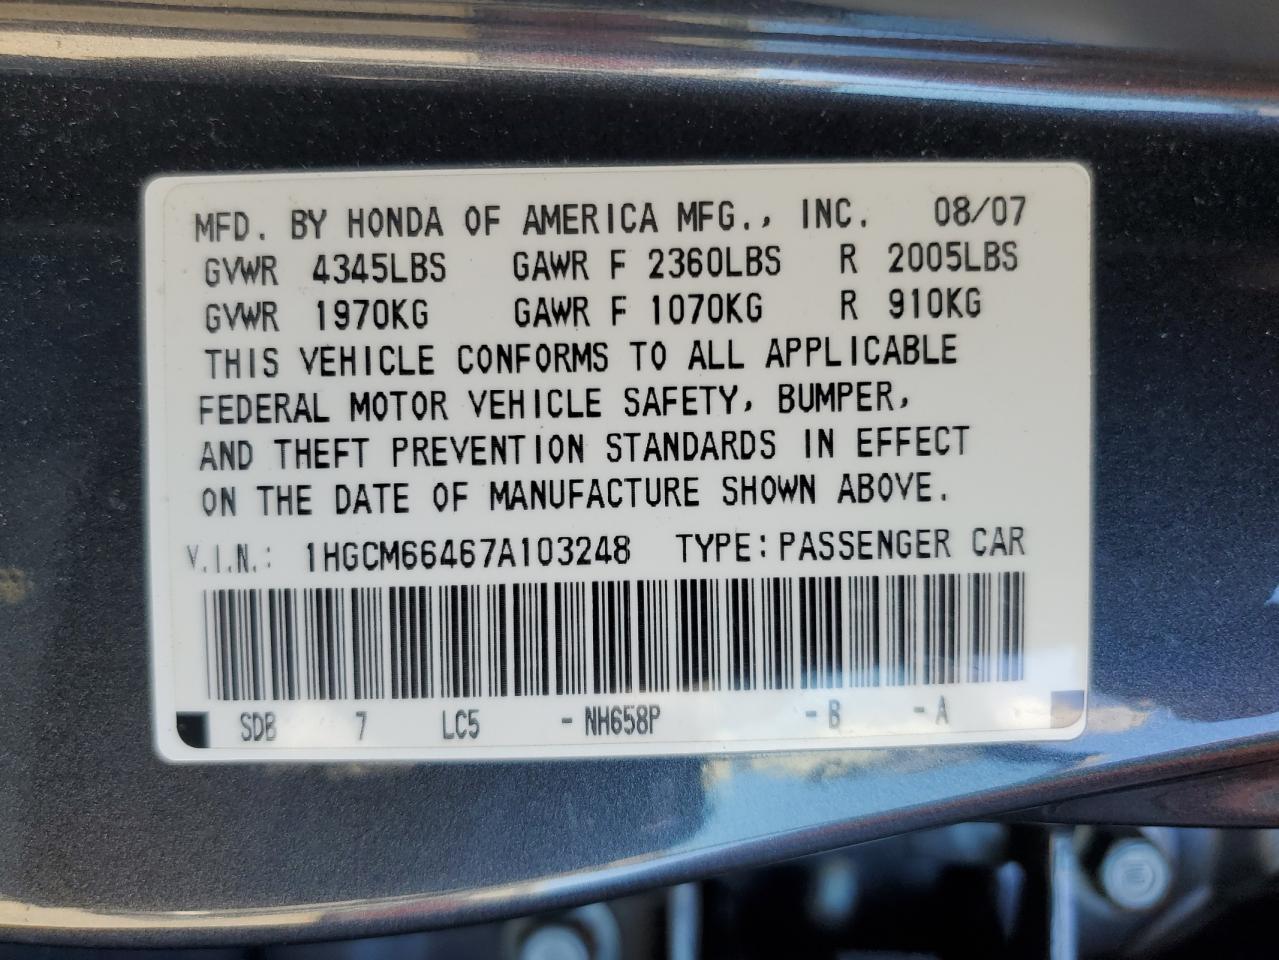 MFD. BY HONDA OF AMERICA MFG., INC. 08/07
GVWR 4345LBS GAWR F 2360LBS R 2005LBS
GVWR 1970KG GAWR F 1070KG R 910KG
THIS VEHICLE CONFORMS TO ALL APPLICABLE
FEDERAL MOTOR VEHICLE SAFETY, BUMPER,
AND THEFT PREVENTION STANDARDS IN EFFECT
ON THE DATE OF MANUFACTURE SHOWN ABOVE.
V.I.N.: 1HGCM66467A103248 TYPE: PASSENGER CAR
SDB 7 LC5 - NH658P - B - A